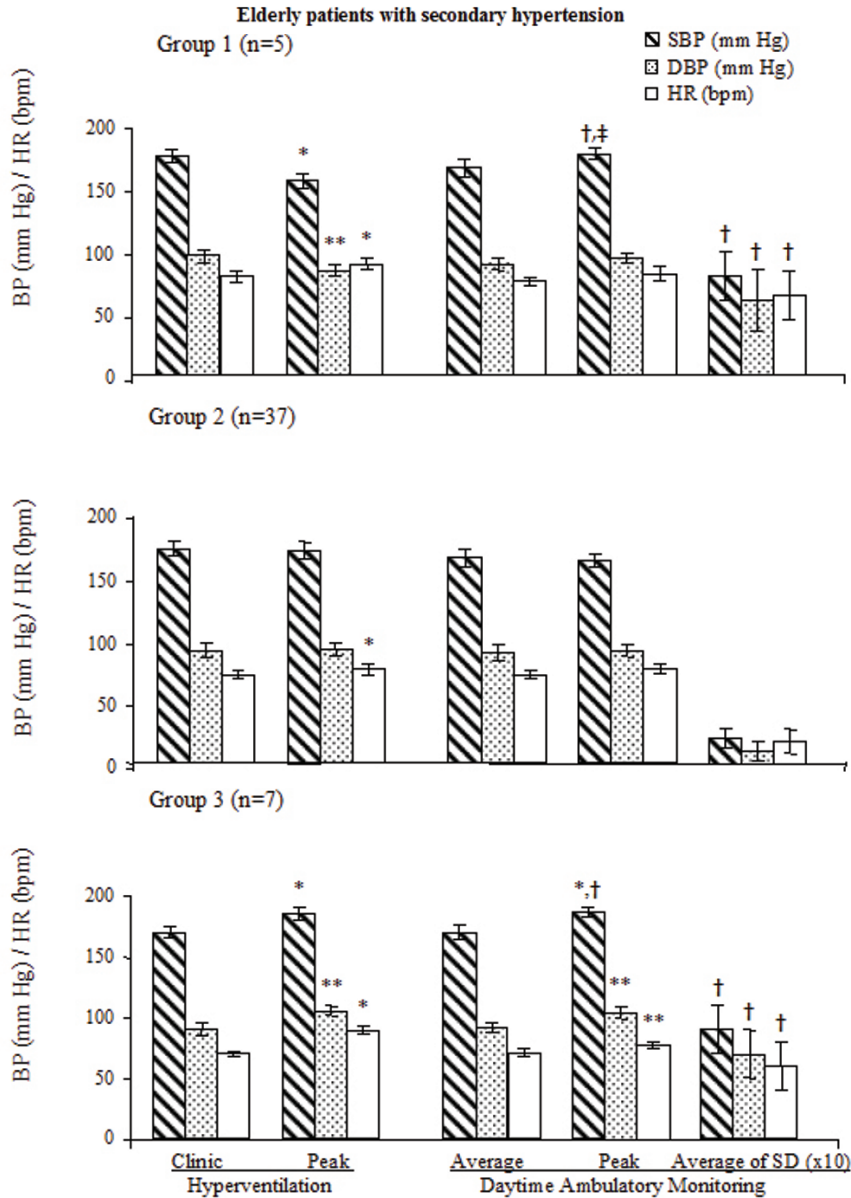 Elderly patients with secondary hypertension
Group 1 (n=5)
SBP (mm Hg)
DBP (mm Hg)
HR (bpm)
BP (mm Hg) / HR (bpm)
200
150
100
50
0
*
**
*
†,‡
†
†
†
Group 2 (n=37)
BP (mm Hg) / HR (bpm)
200
150
100
50
0
*
Group 3 (n=7)
BP (mm Hg) / HR (bpm)
200
150
100
50
0
*
**
*
*,†
**
**
†
†
†
Clinic Peak Average Peak Average of SD (x10)
Hyperventilation Daytime Ambulatory Monitoring